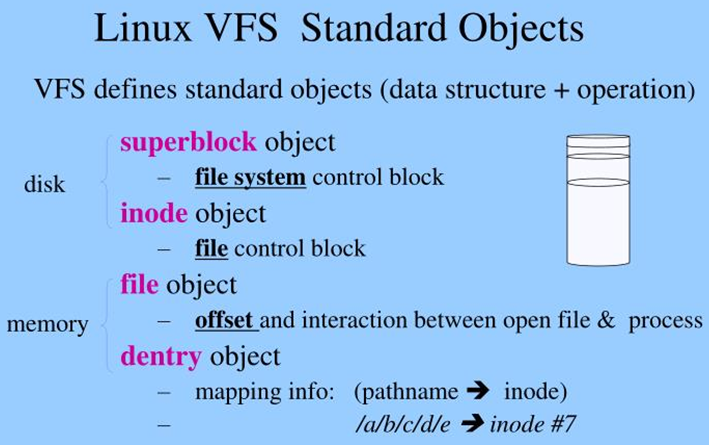 Linux VFS  Standard Objects
VFS defines standard objects (data structure + operation)
superblock object
disk
– file system control block
inode object
– file control block
file object
memory
– offset and interaction between open file & process
dentry object
– mapping info: (pathname ➔ inode)
– /a/b/c/d/e ➔ inode #7